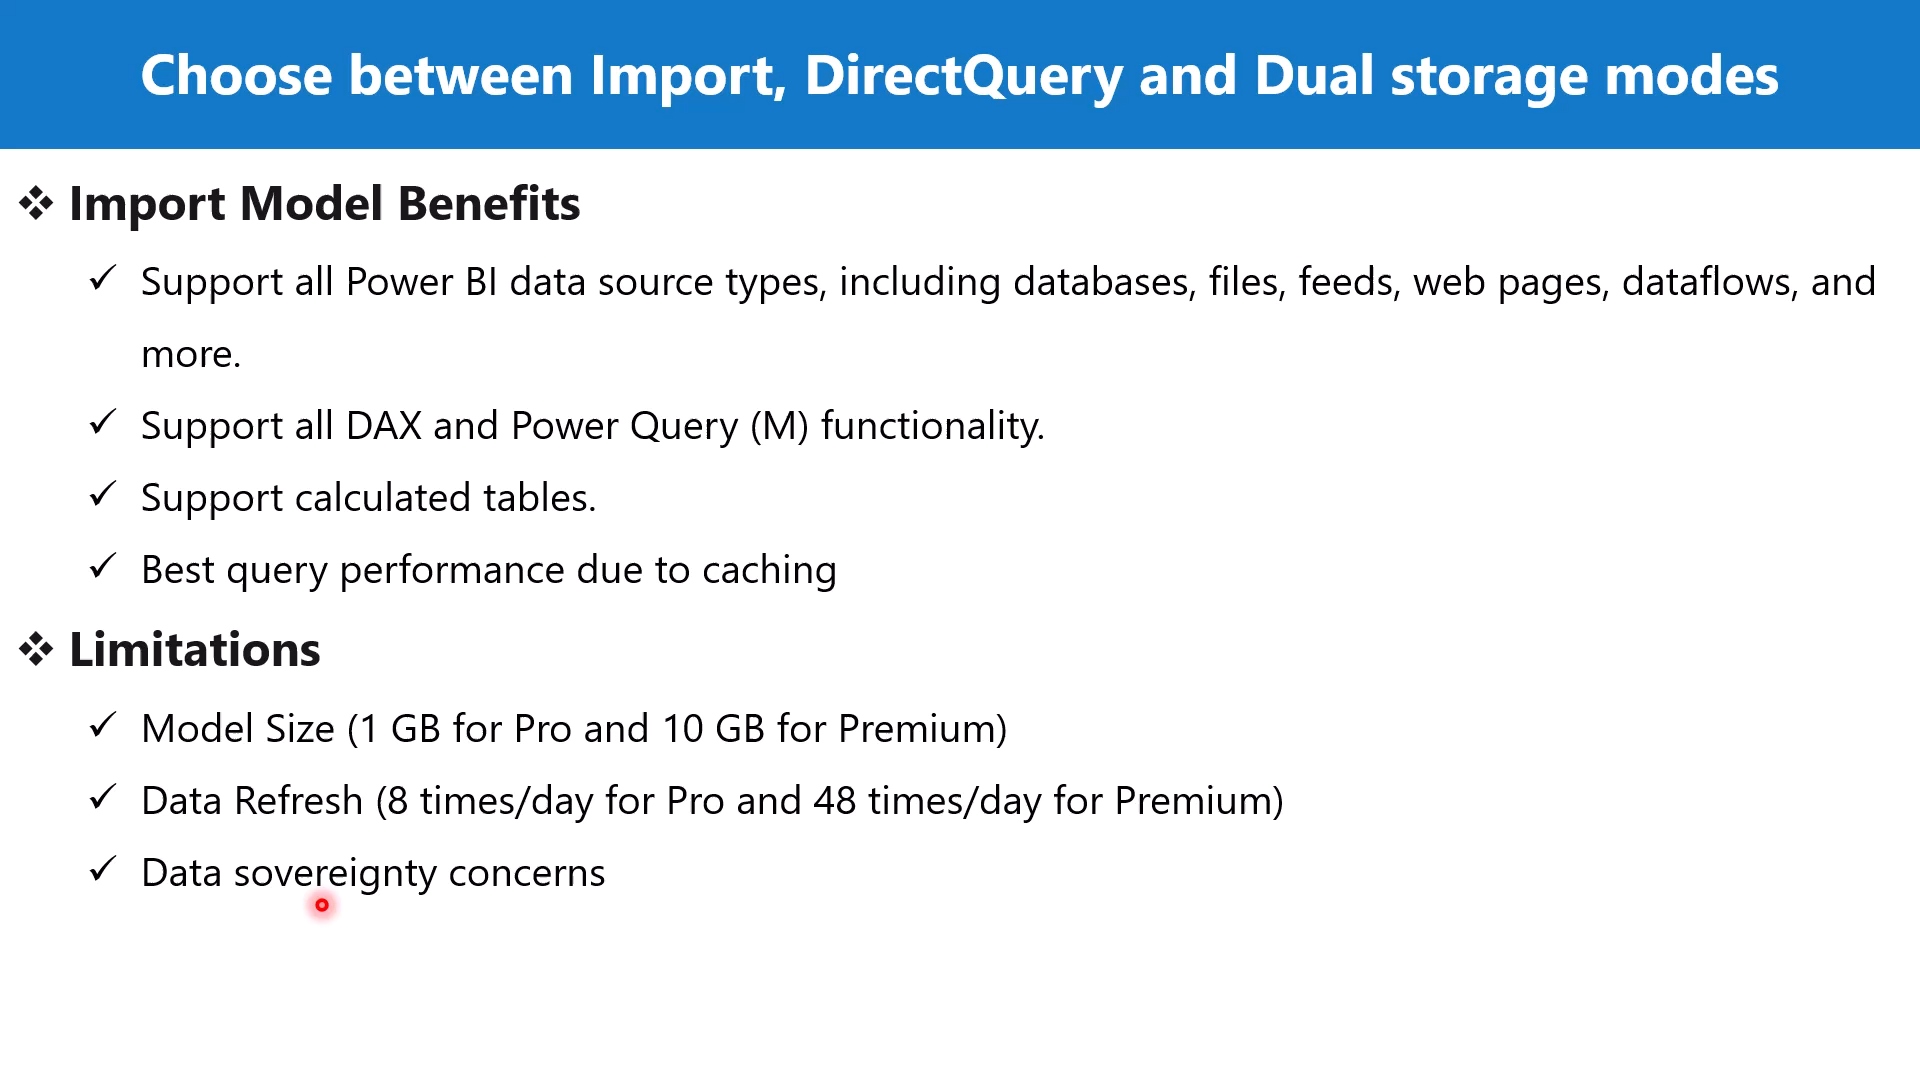 Choose between Import, DirectQuery and Dual storage modes
❖ Import Model Benefits
✓ Support all Power BI data source types, including databases, files, feeds, web pages, dataflows, and
more.
✓ Support all DAX and Power Query (M) functionality.
✓ Support calculated tables.
✓ Best query performance due to caching
❖ Limitations
✓ Model Size (1 GB for Pro and 10 GB for Premium)
✓ Data Refresh (8 times/day for Pro and 48 times/day for Premium)
✓ Data sovereignty concerns